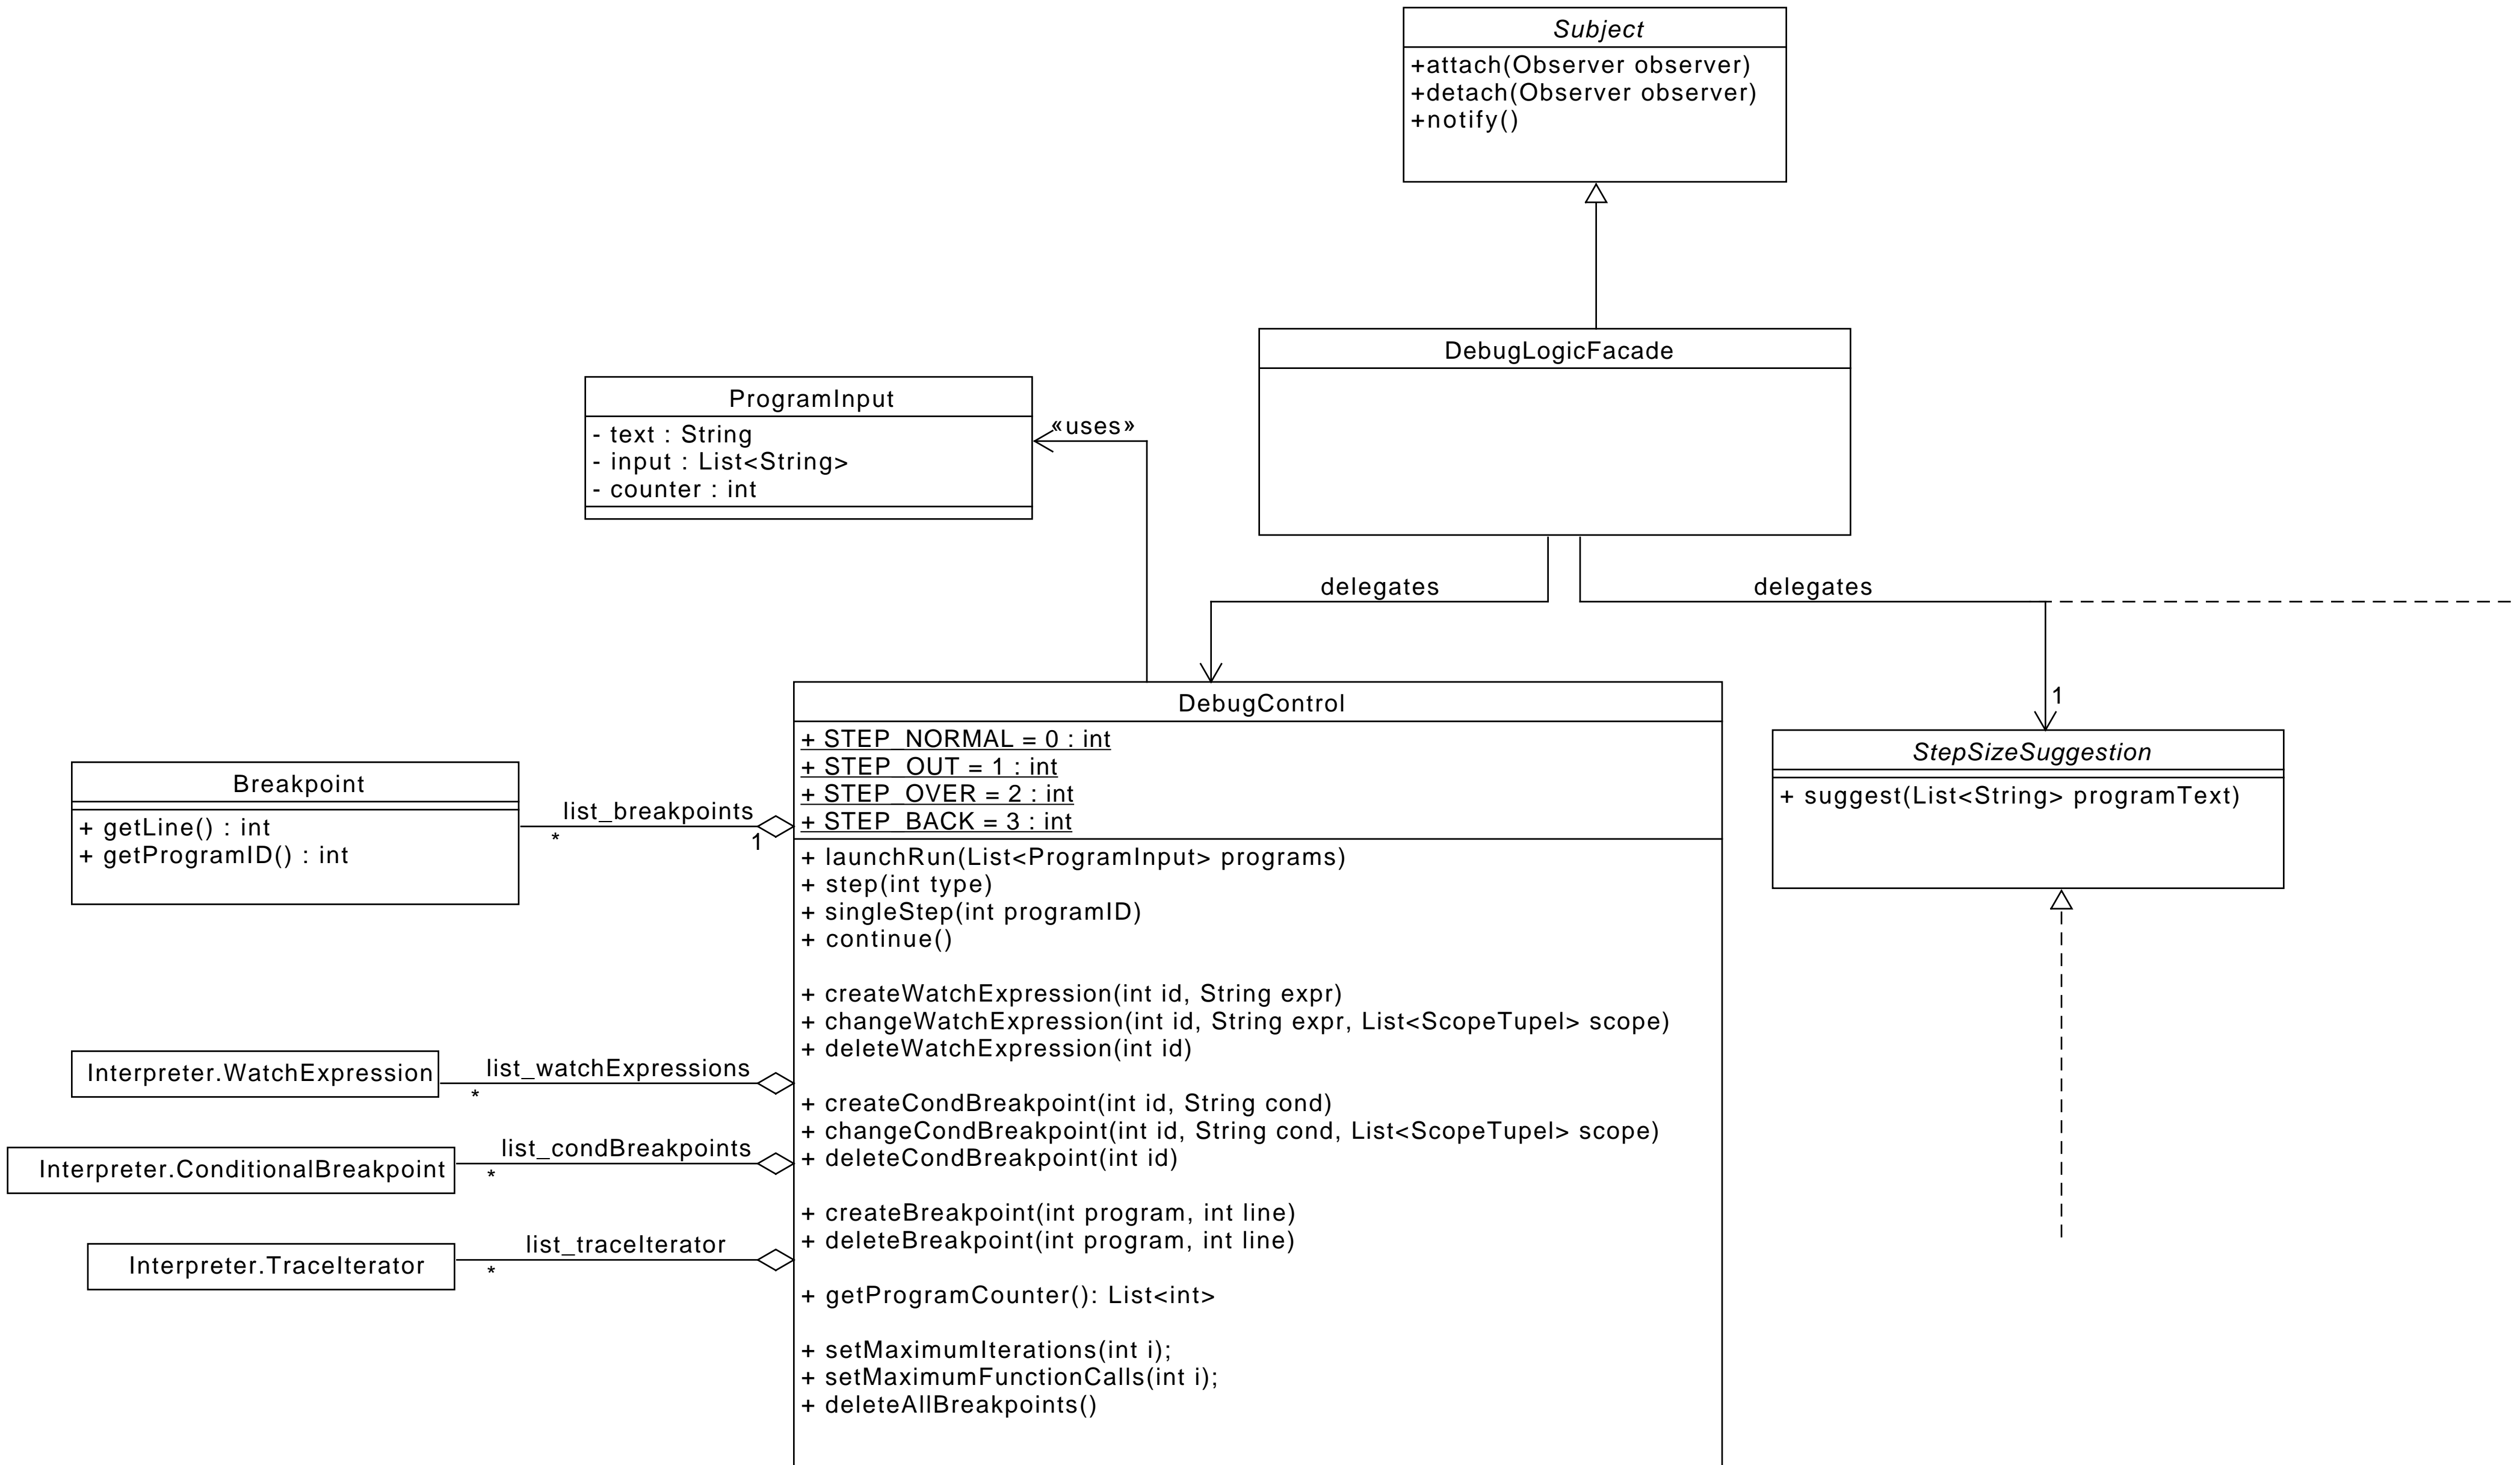 Subject
+attach(Observer observer)
+detach(Observer observer)
+notify()
DebugLogicFacade
ProgramInput
- text : String
- input : List<String>
- counter : int
«uses»
delegates
delegates
1
DebugControl
+ STEP_NORMAL = 0 : int
+ STEP_OUT = 1 : int
+ STEP_OVER = 2 : int
+ STEP_BACK = 3 : int
+ launchRun(List<ProgramInput> programs)
+ step(int type)
+ singleStep(int programID)
+ continue()
+ createWatchExpression(int id, String expr)
+ changeWatchExpression(int id, String expr, List<ScopeTupel> scope)
+ deleteWatchExpression(int id)
+ createCondBreakpoint(int id, String cond)
+ changeCondBreakpoint(int id, String cond, List<ScopeTupel> scope)
+ deleteCondBreakpoint(int id)
+ createBreakpoint(int program, int line)
+ deleteBreakpoint(int program, int line)
+ getProgramCounter(): List<int>
+ setMaximumIterations(int i);
+ setMaximumFunctionCalls(int i);
+ deleteAllBreakpoints()
StepSizeSuggestion
+ suggest(List<String> programText)
Breakpoint
+ getLine() : int
+ getProgramID() : int
list_breakpoints
*
1
Interpreter.WatchExpression
list_watchExpressions
*
Interpreter.ConditionalBreakpoint
list_condBreakpoints
*
Interpreter.TraceIterator
list_traceIterator
*